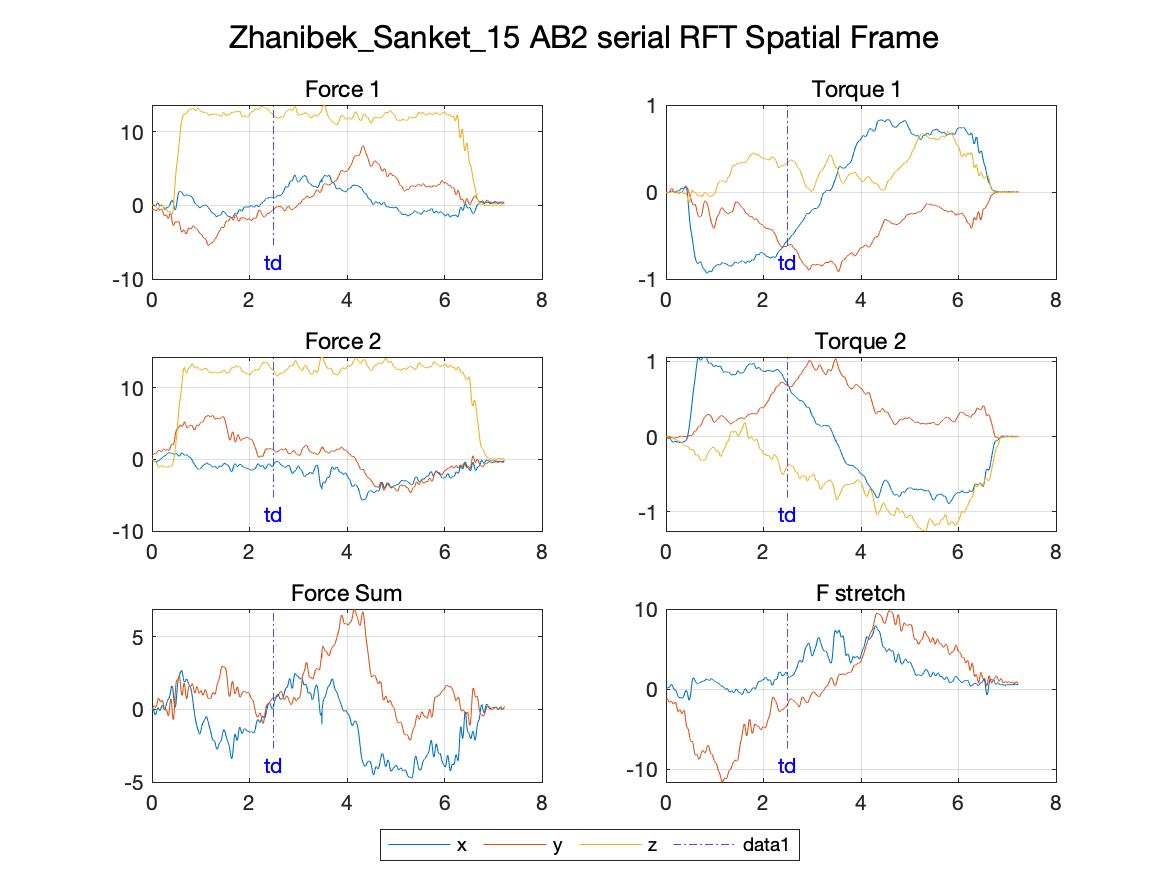 Zhanibek_Sanket_15 AB2 serial RFT Spatial Frame
Force 1
10
0
-10
0 2 4 6 8
td
Torque 1
1
0
-1
0 2 4 6 8
td
Force 2
10
0
-10
0 2 4 6 8
td
Torque 2
1
0
-1
0 2 4 6 8
td
Force Sum
5
0
-5
0 2 4 6 8
td
F stretch
10
0
-10
0 2 4 6 8
td
x y z data1